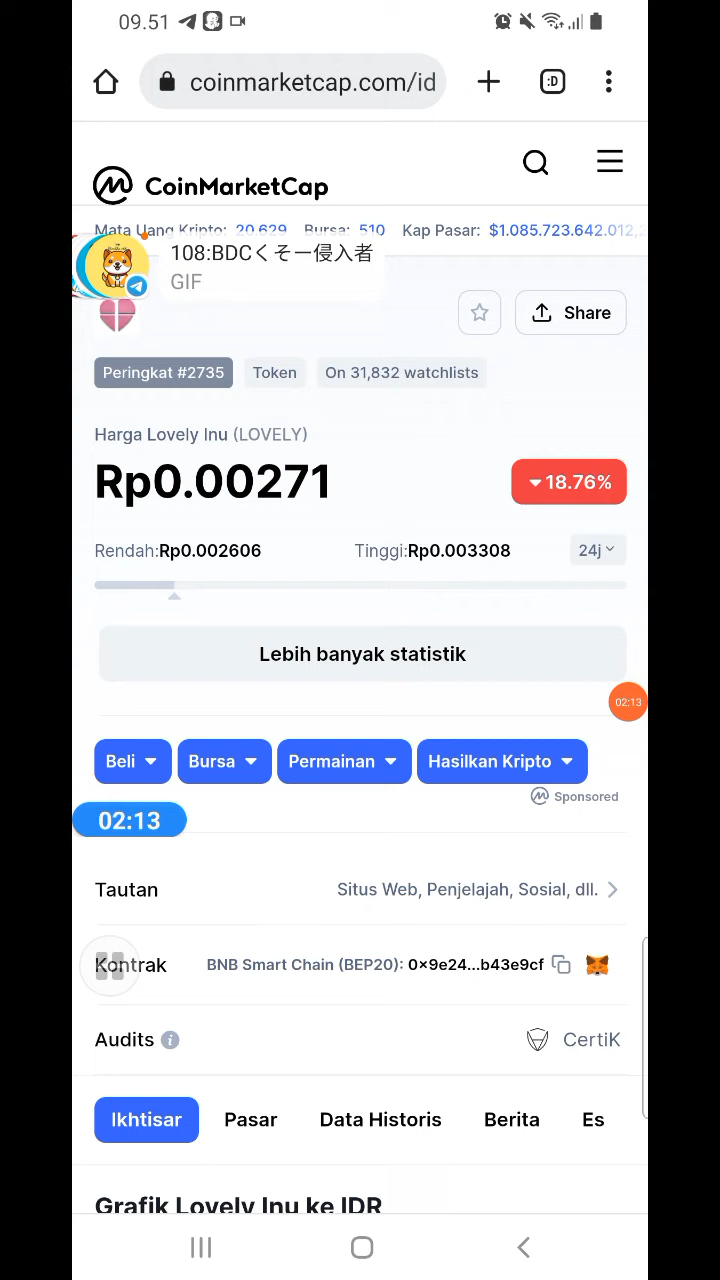 09.51
coinmarketcap.com/id
:D
CoinMarketCap
Mata Uang Kripto: 20.629 Bursa: 510 Kap Pasar: $1.085.723.642.012,2
108:BDCくそー侵入者
GIF
Share
Peringkat #2735 Token On 31,832 watchlists
Harga Lovely Inu (LOVELY)
Rp0.00271 18.76%
Rendah:Rp0.002606 Tinggi:Rp0.003308 24j
Lebih banyak statistik
02:13
Beli Bursa Permainan Hasilkan Kripto
Sponsored
02:13
Tautan Situs Web, Penjelajah, Sosial, dll.
Kontrak BNB Smart Chain (BEP20): 0x9e24...b43e9cf
Audits CertiK
Ikhtisar Pasar Data Historis Berita Es
Grafik Lovely Inu ke IDR